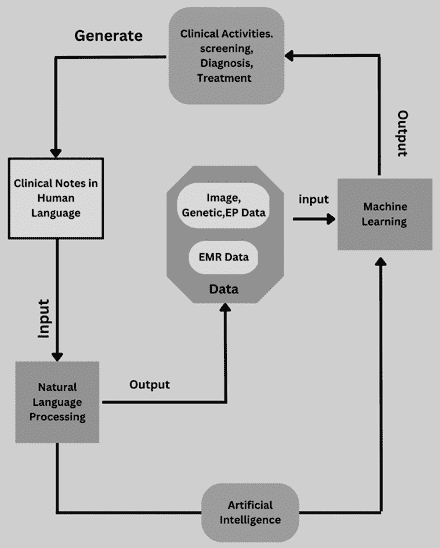 Generate
Clinical Activities.
screening,
Diagnosis,
Treatment
Output
Clinical Notes in
Human
Language
Image,
Genetic,EP Data
EMR Data
Data
input
Machine
Learning
Input
Natural
Language
Processing
Output
Artificial
Intelligence